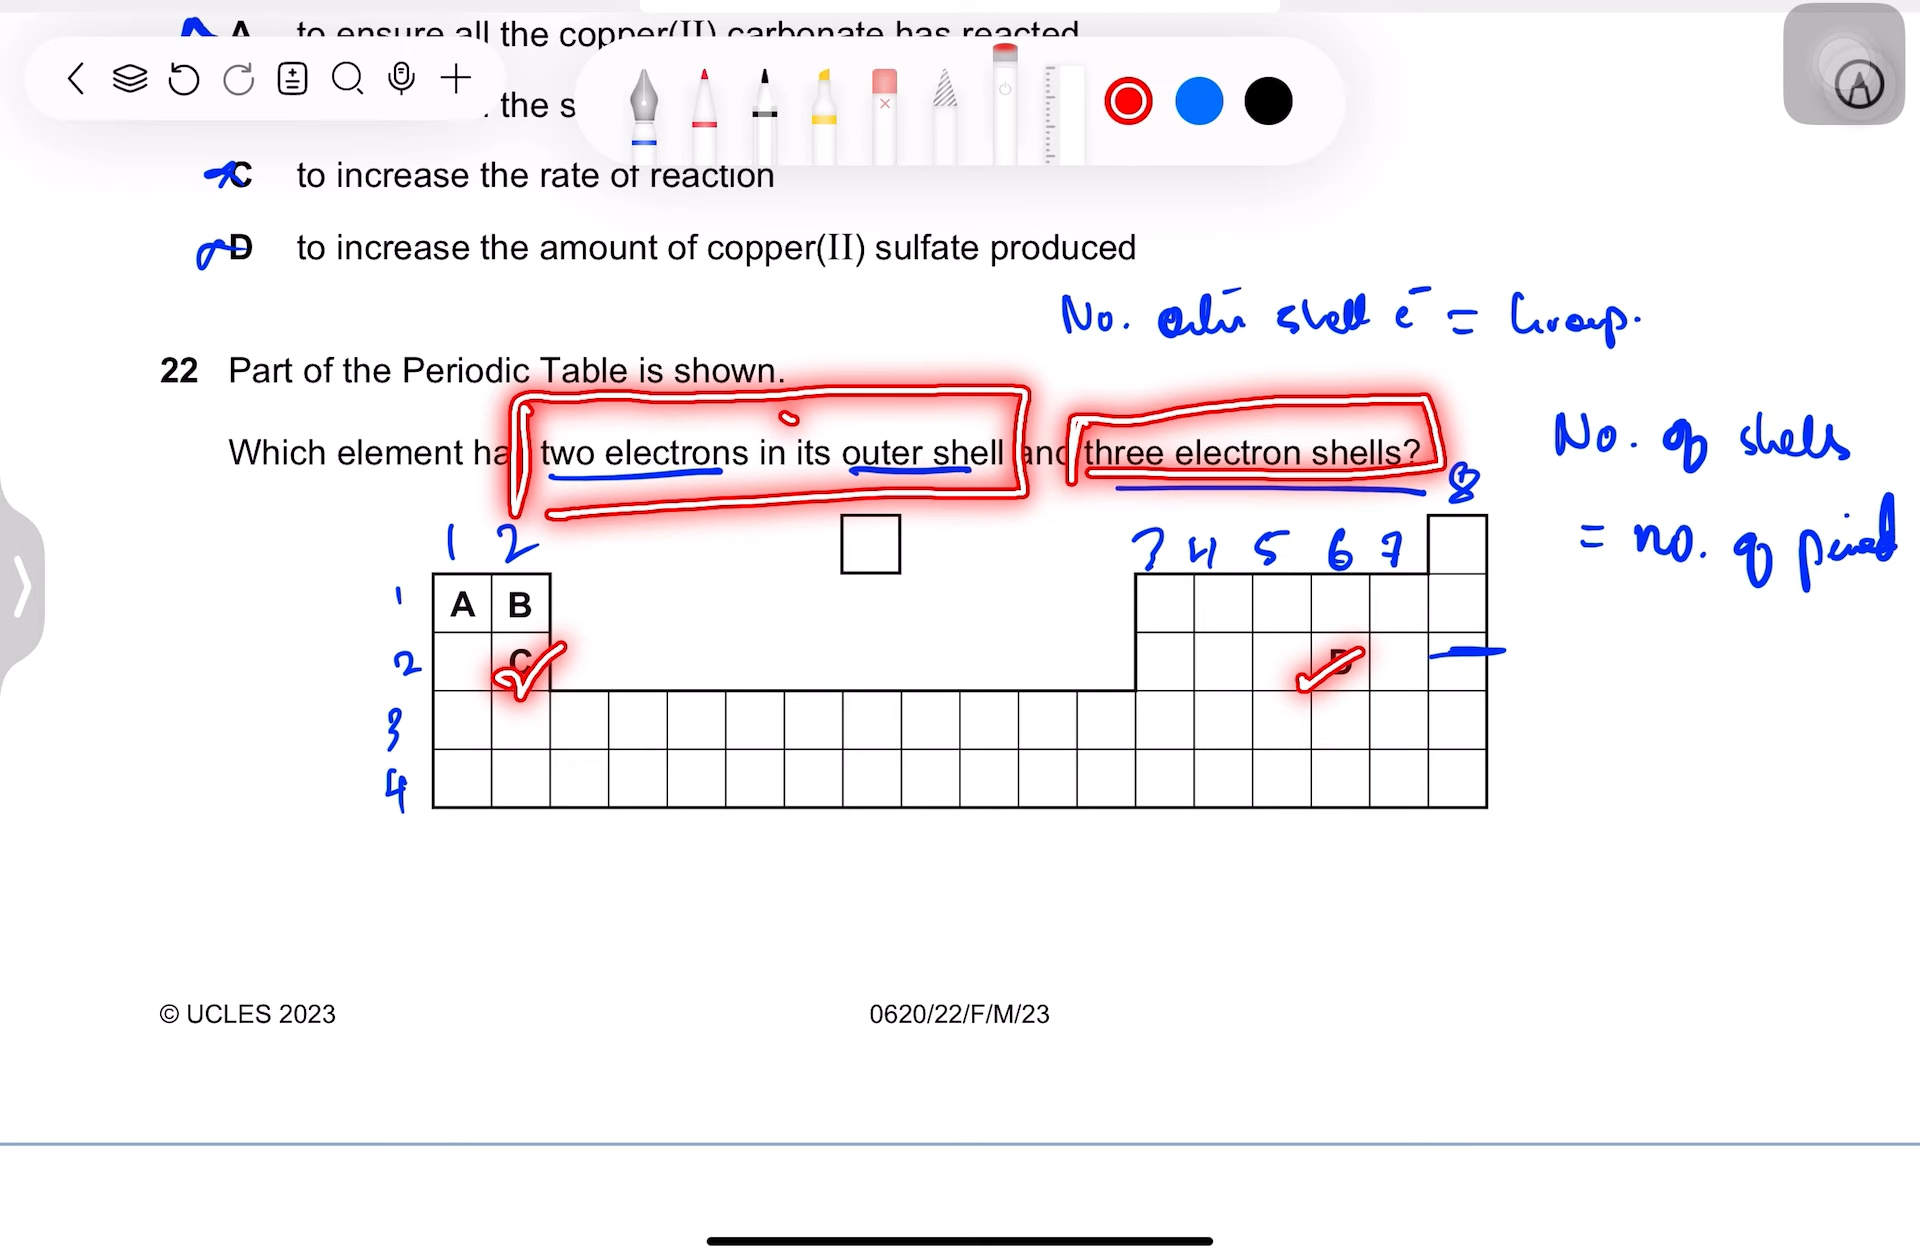 A to ensure all the copper(II) carbonate has reacted
the s
C to increase the rate of reaction
D to increase the amount of copper(II) sulfate produced
No. outer shell e⁻ = Group.
22 Part of the Periodic Table is shown.
Which element ha two electrons in its outer shell and three electron shells?
No. of shells
= no. of period
8
1 2 3 4 5 6 7
1 A B
2 C D
3
4
© UCLES 2023 0620/22/F/M/23